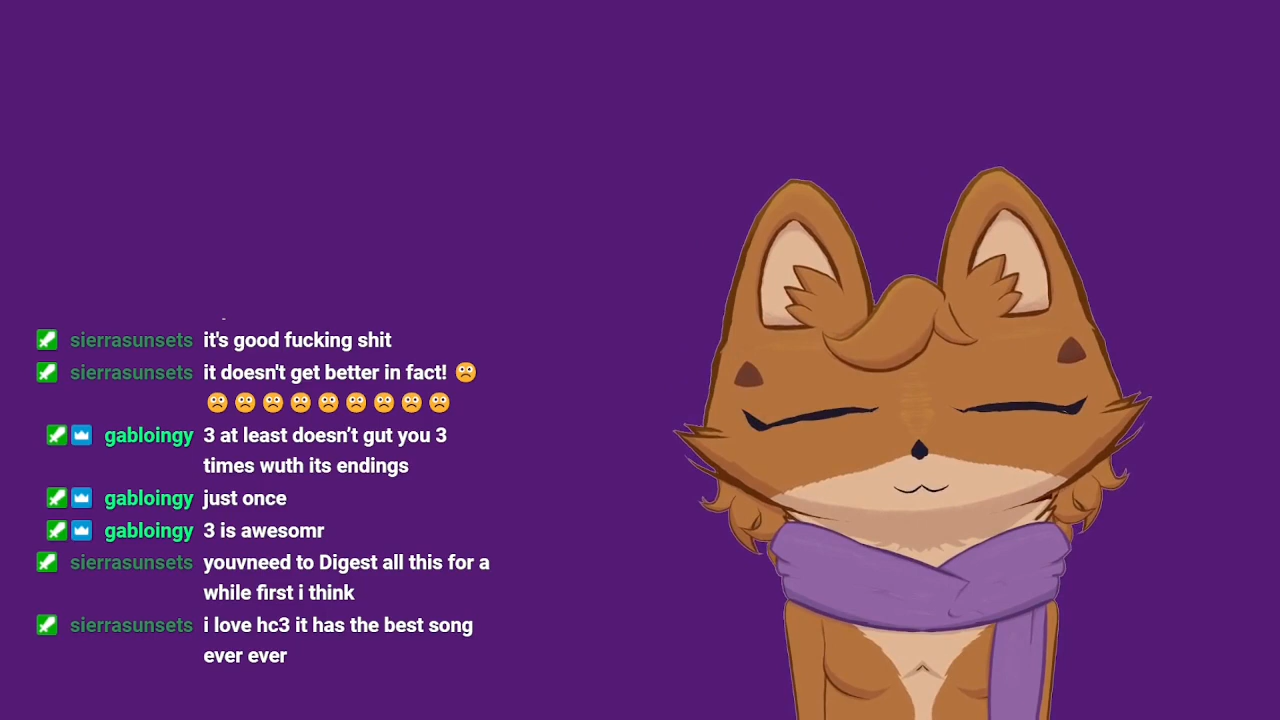 sierrasunsets it's good fucking shit
sierrasunsets it doesn't get better in fact! 🙁
🙁🙁🙁🙁🙁🙁🙁🙁🙁
gabloingy 3 at least doesn’t gut you 3
times wuth its endings
gabloingy just once
gabloingy 3 is awesomr
sierrasunsets youvneed to Digest all this for a
while first i think
sierrasunsets i love hc3 it has the best song
ever ever